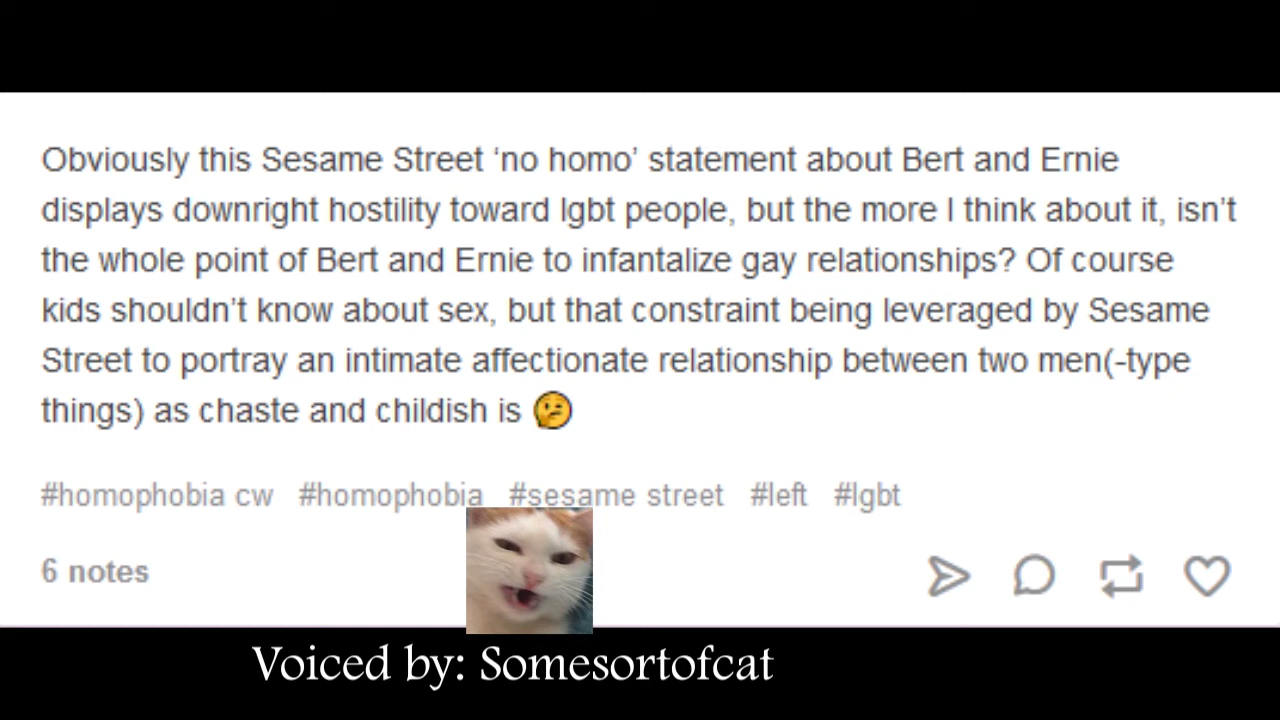 Obviously this Sesame Street ‘no homo’ statement about Bert and Ernie
displays downright hostility toward lgbt people, but the more I think about it, isn’t
the whole point of Bert and Ernie to infantalize gay relationships? Of course
kids shouldn’t know about sex, but that constraint being leveraged by Sesame
Street to portray an intimate affectionate relationship between two men(-type
things) as chaste and childish is 🤔
#homophobia cw #homophobia #sesame street #left #lgbt
6 notes
Voiced by: Somesortofcat